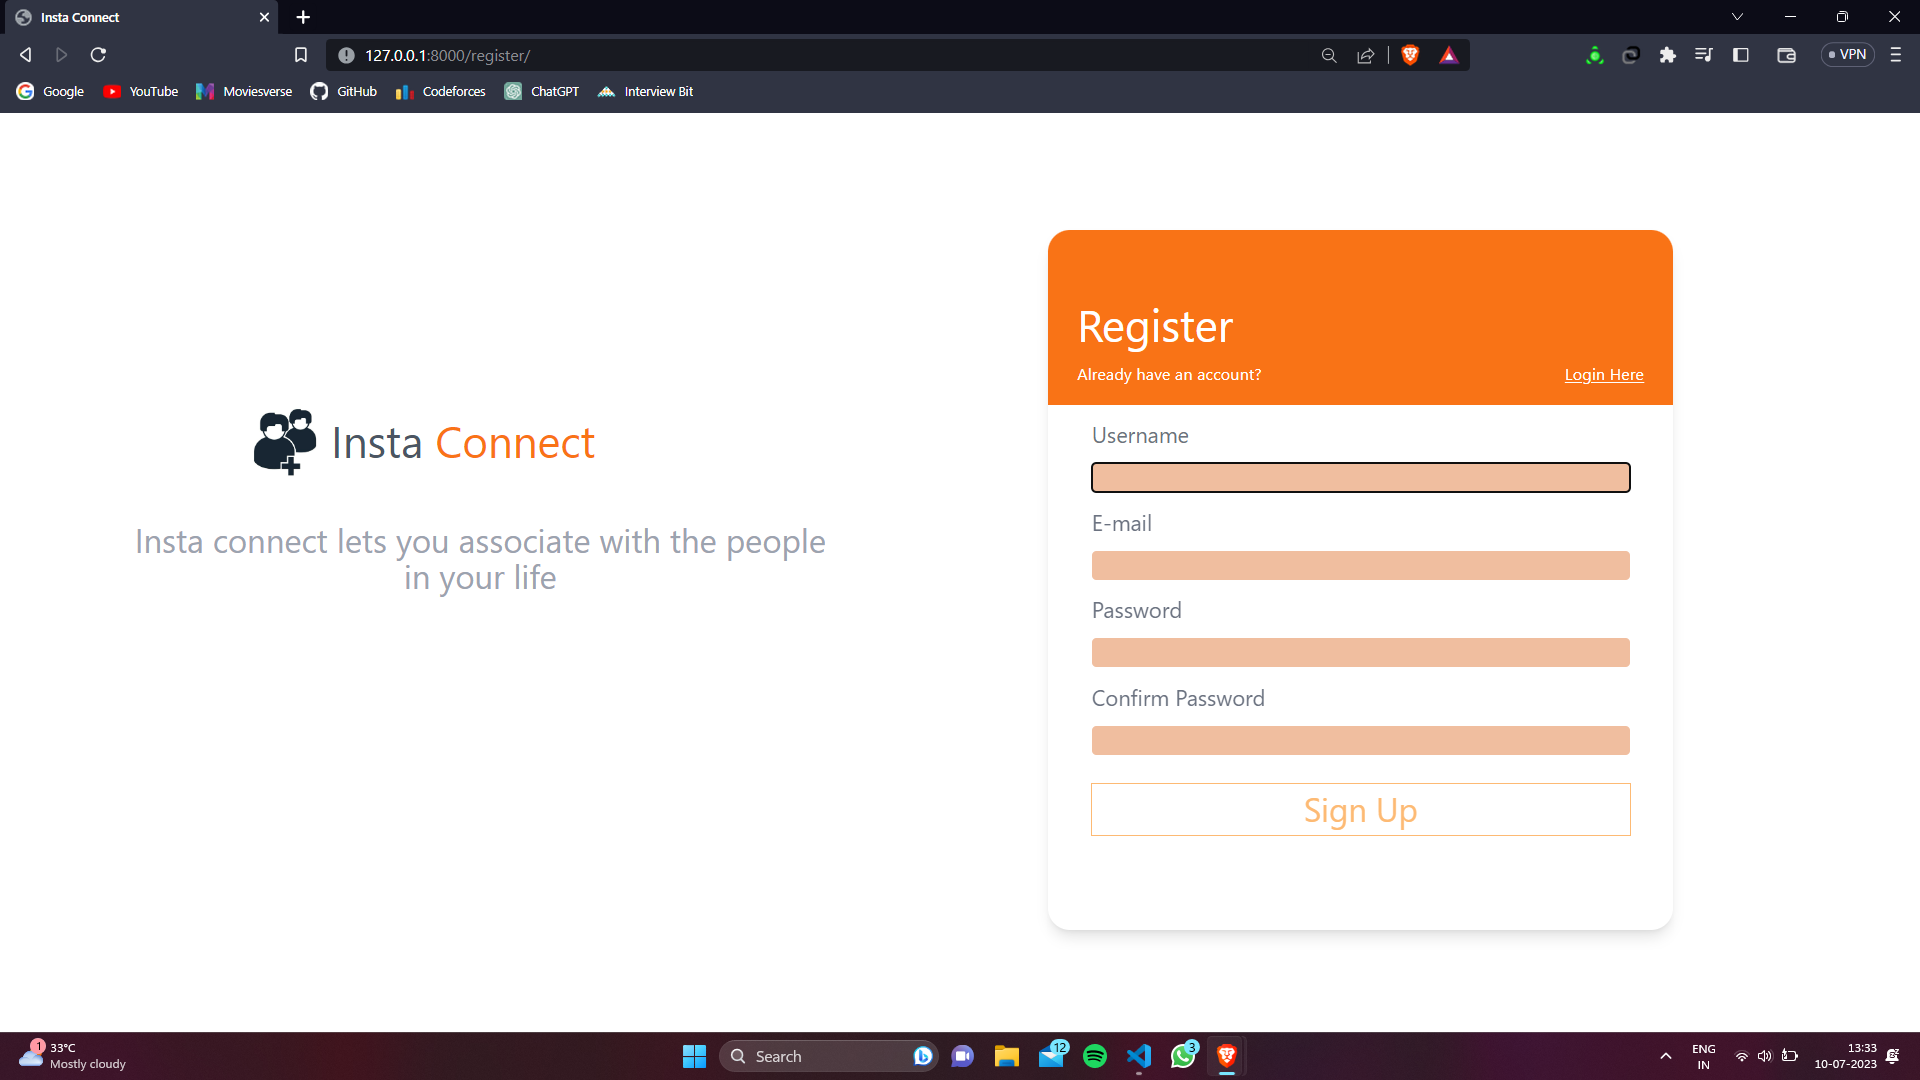 Insta Connect
127.0.0.1:8000/register/
VPN
Google
YouTube
Moviesverse
GitHub
Codeforces
ChatGPT
Interview Bit
Insta Connect
Insta connect lets you associate with the people
in your life
Register
Already have an account?
Login Here
Username
E-mail
Password
Confirm Password
Sign Up
1
33°C
Mostly cloudy
Search
12
3
ENG
IN
13:33
10-07-2023